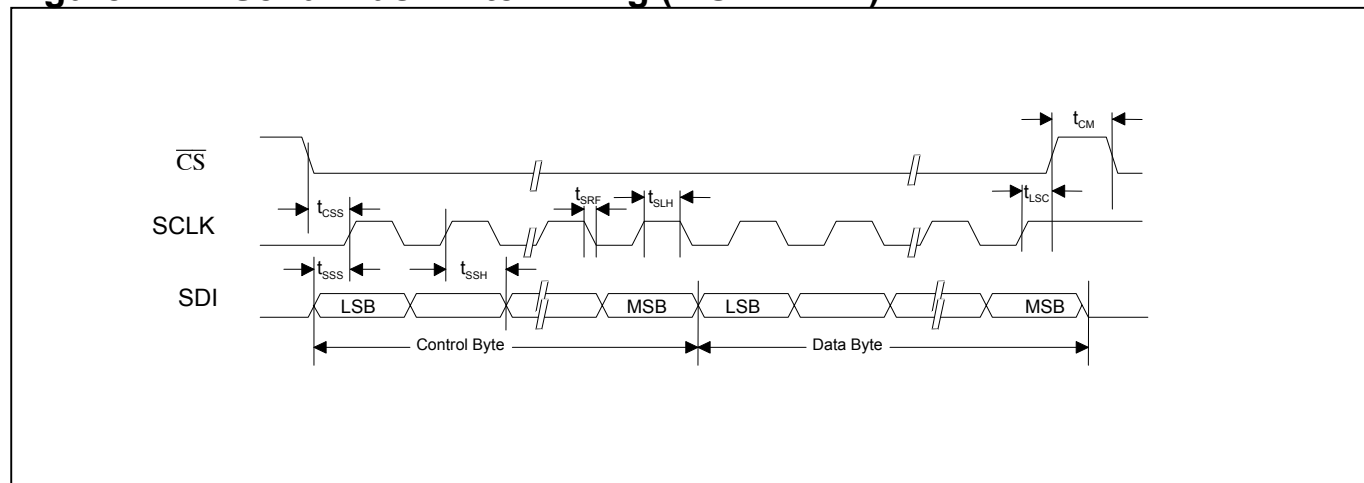 CS
tCM
tSRF
tSLH
tLSC
tCSS
SCLK
tSSS
tSSH
SDI
LSB
MSB
LSB
MSB
Control Byte
Data Byte